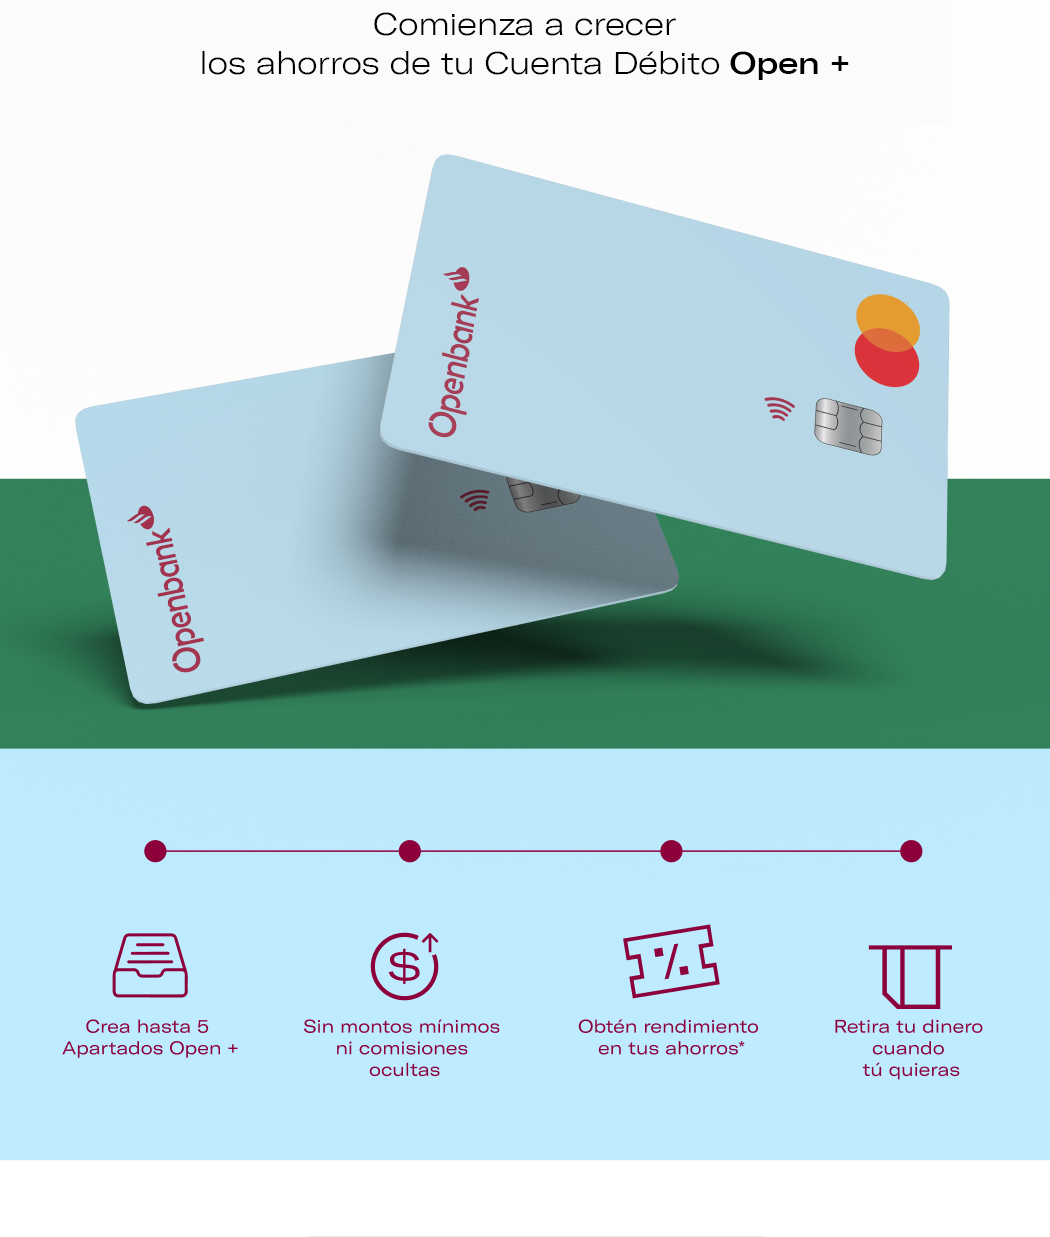 Comienza a crecer
los ahorros de tu Cuenta Débito Open +
Openbank
Openbank
Crea hasta 5
Apartados Open +
Sin montos mínimos
ni comisiones
ocultas
Obtén rendimiento
en tus ahorros*
Retira tu dinero
cuando
tú quieras